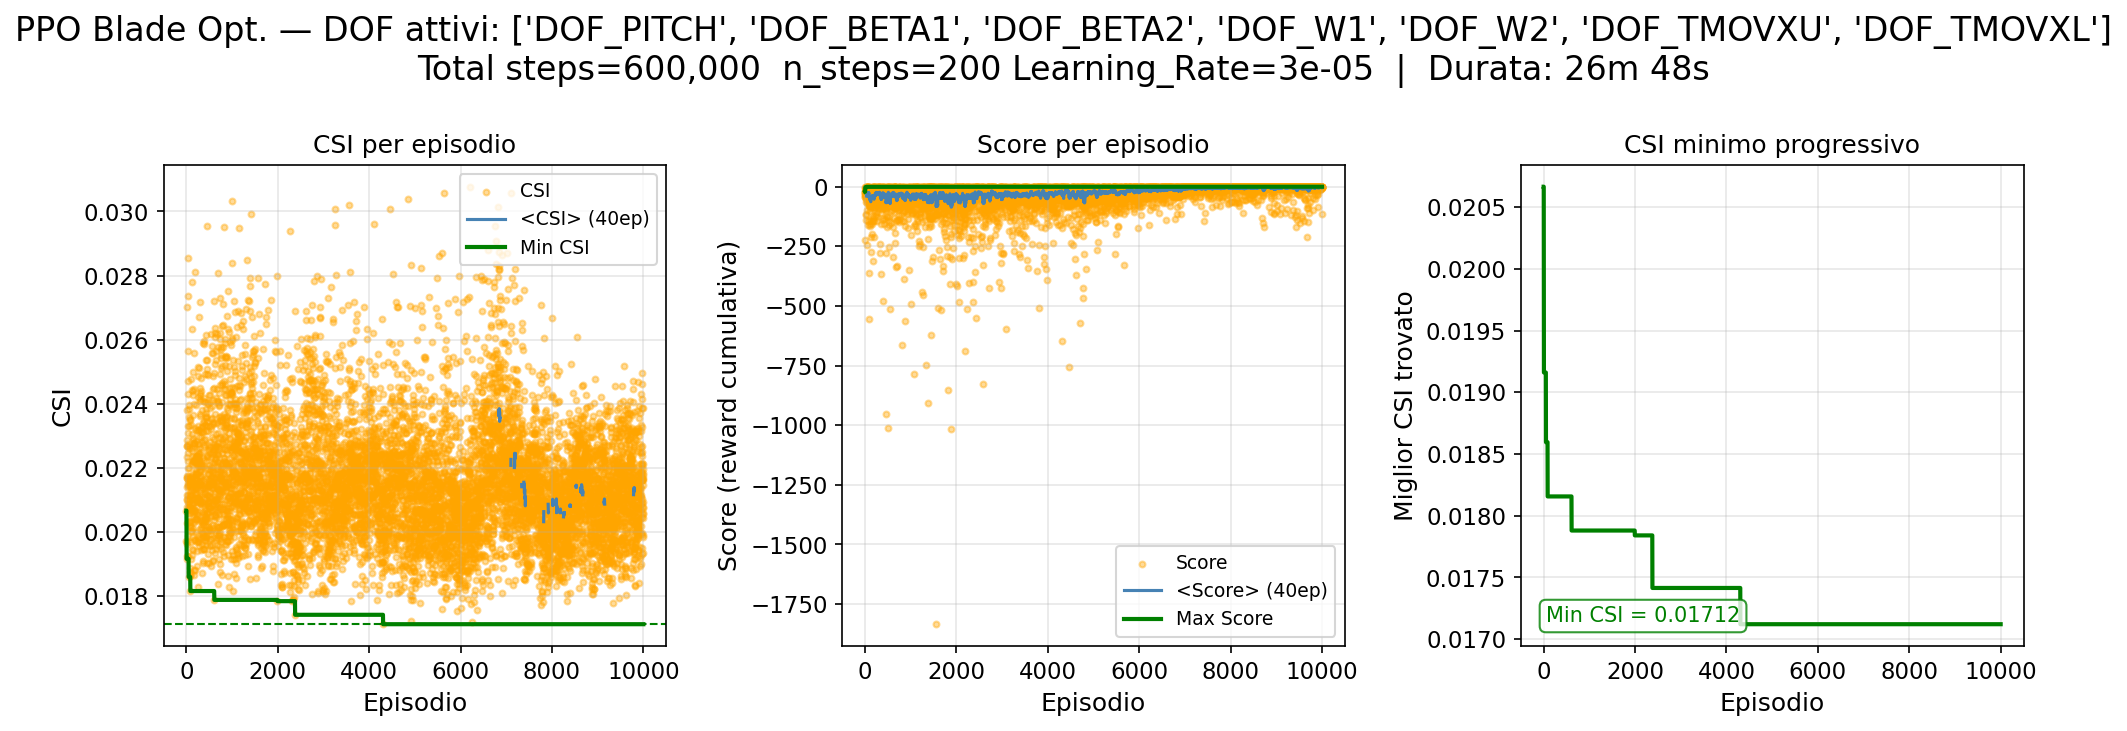 PPO Blade Opt. — DOF attivi: ['DOF_PITCH', 'DOF_BETA1', 'DOF_BETA2', 'DOF_W1', 'DOF_W2', 'DOF_TMOVXU', 'DOF_TMOVXL']
Total steps=600,000  n_steps=200 Learning_Rate=3e-05  |  Durata: 26m 48s
CSI per episodio
CSI
0.030
0.028
0.026
0.024
0.022
0.020
0.018
0
2000
4000
6000
8000
10000
Episodio
CSI
<CSI> (40ep)
Min CSI
Score per episodio
Score (reward cumulativa)
0
−250
−500
−750
−1000
−1250
−1500
−1750
0
2000
4000
6000
8000
10000
Episodio
Score
<Score> (40ep)
Max Score
CSI minimo progressivo
Miglior CSI trovato
0.0205
0.0200
0.0195
0.0190
0.0185
0.0180
0.0175
0.0170
Min CSI = 0.01712
0
2000
4000
6000
8000
10000
Episodio